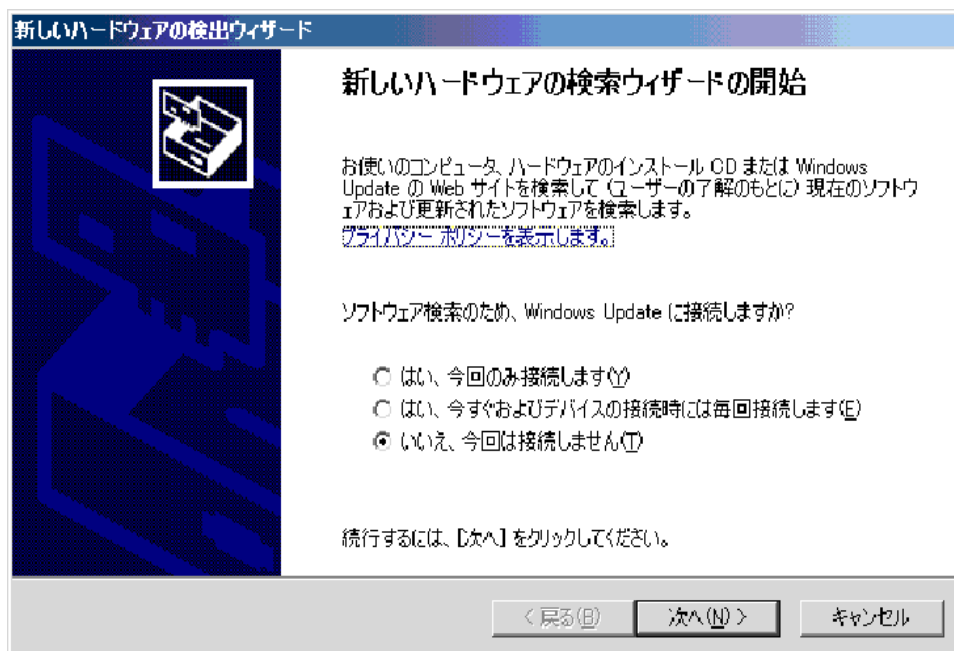 新しいハードウェアの検出ウィザード
新しいハードウェアの検索ウィザードの開始
お使いのコンピュータ、ハードウェアのインストール CD または Windows
Update の Web サイトを検索して (ユーザーの了解のもとに) 現在のソフトウ
ェアおよび更新されたソフトウェアを検索します。
プライバシー ポリシーを表示します。
ソフトウェア検索のため、Windows Update に接続しますか?
はい、今回のみ接続します(Y)
はい、今すぐおよびデバイスの接続時には毎回接続します(E)
いいえ、今回は接続しません(T)
続行するには、[次へ] をクリックしてください。
< 戻る(B) 次へ(N) > キャンセル